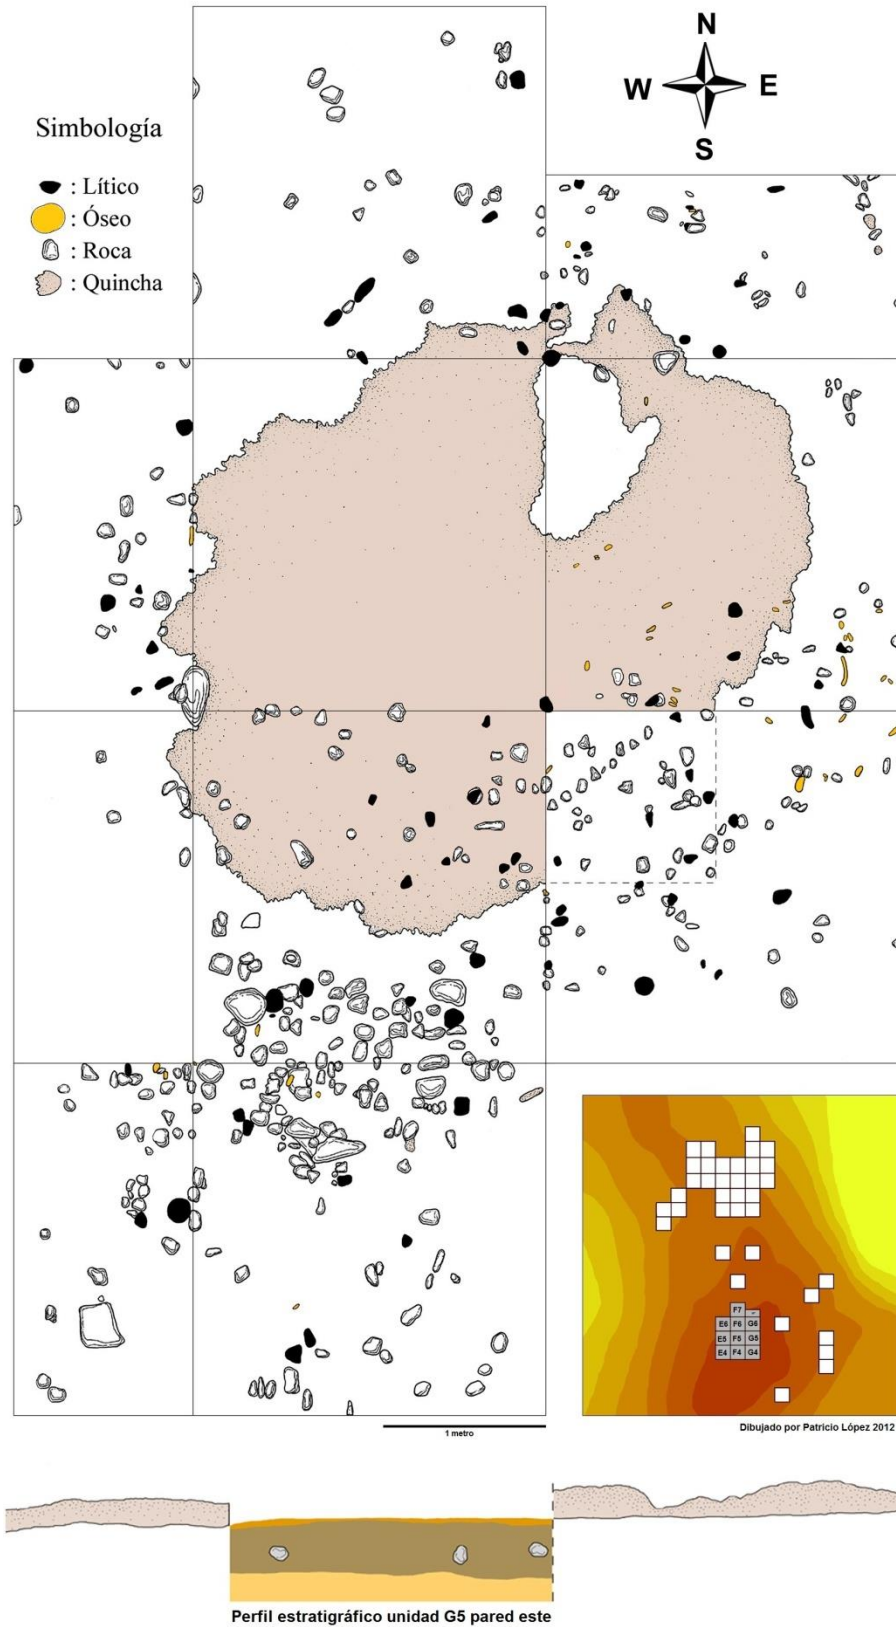 N
W E
S
Simbología
: Lítico
: Óseo
: Roca
: Quincha
F7
E6 F6 G6
E5 F5 G5
E4 F4 G4
1 metro
Dibujado por Patricio López 2012
Perfil estratigráfico unidad G5 pared este